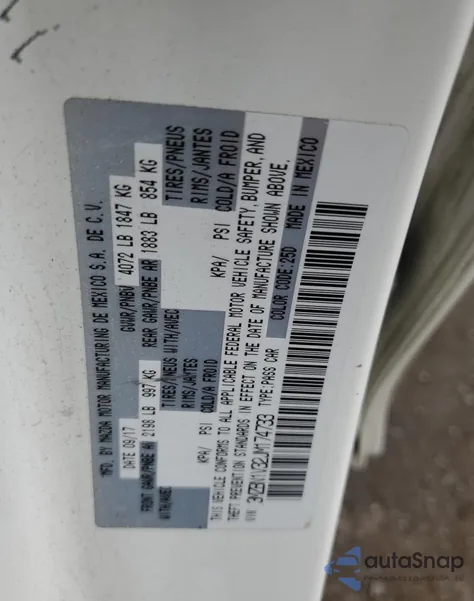 MFD. BY MAZDA MOTOR MANUFACTURING DE MEXICO S.A. DE C.V.
DATE 09/17 GVWR/PNBV 4072 LB 1847 KG
FRONT GAWR/PNBE AV 2198 LB 997 KG REAR GAWR/PNBE AR 1883 LB 854 KG
WITH/AVEC TIRES/PNEUS WITH/AVEC TIRES/PNEUS
RIMS/JANTES RIMS/JANTES
KPA/ PSI COLD/A FROID KPA/ PSI COLD/A FROID
THIS VEHICLE CONFORMS TO ALL APPLICABLE FEDERAL MOTOR VEHICLE SAFETY, BUMPER, AND
THEFT PREVENTION STANDARDS IN EFFECT ON THE DATE OF MANUFACTURE SHOWN ABOVE.
VIN 3MZBN1V32JM174733 TYPE:PASS CAR COLOR CODE:25D MADE IN MEXICO
autoSnap